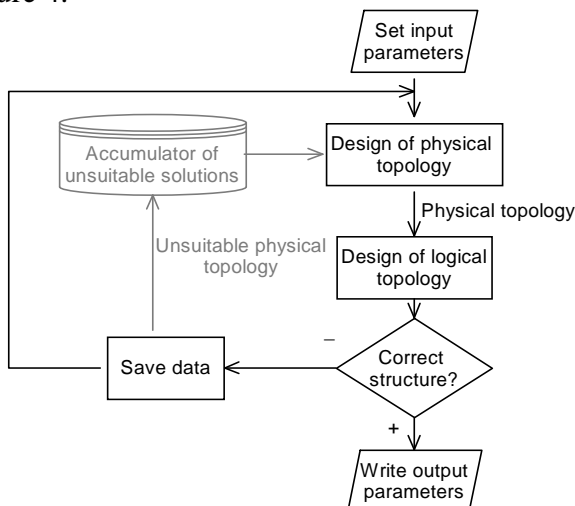 Set input
parameters
Design of physical
topology
Accumulator of
unsuitable solutions
Physical topology
Unsuitable physical
topology
Design of logical
topology
–
Correct
structure?
Save data
+
Write output
parameters